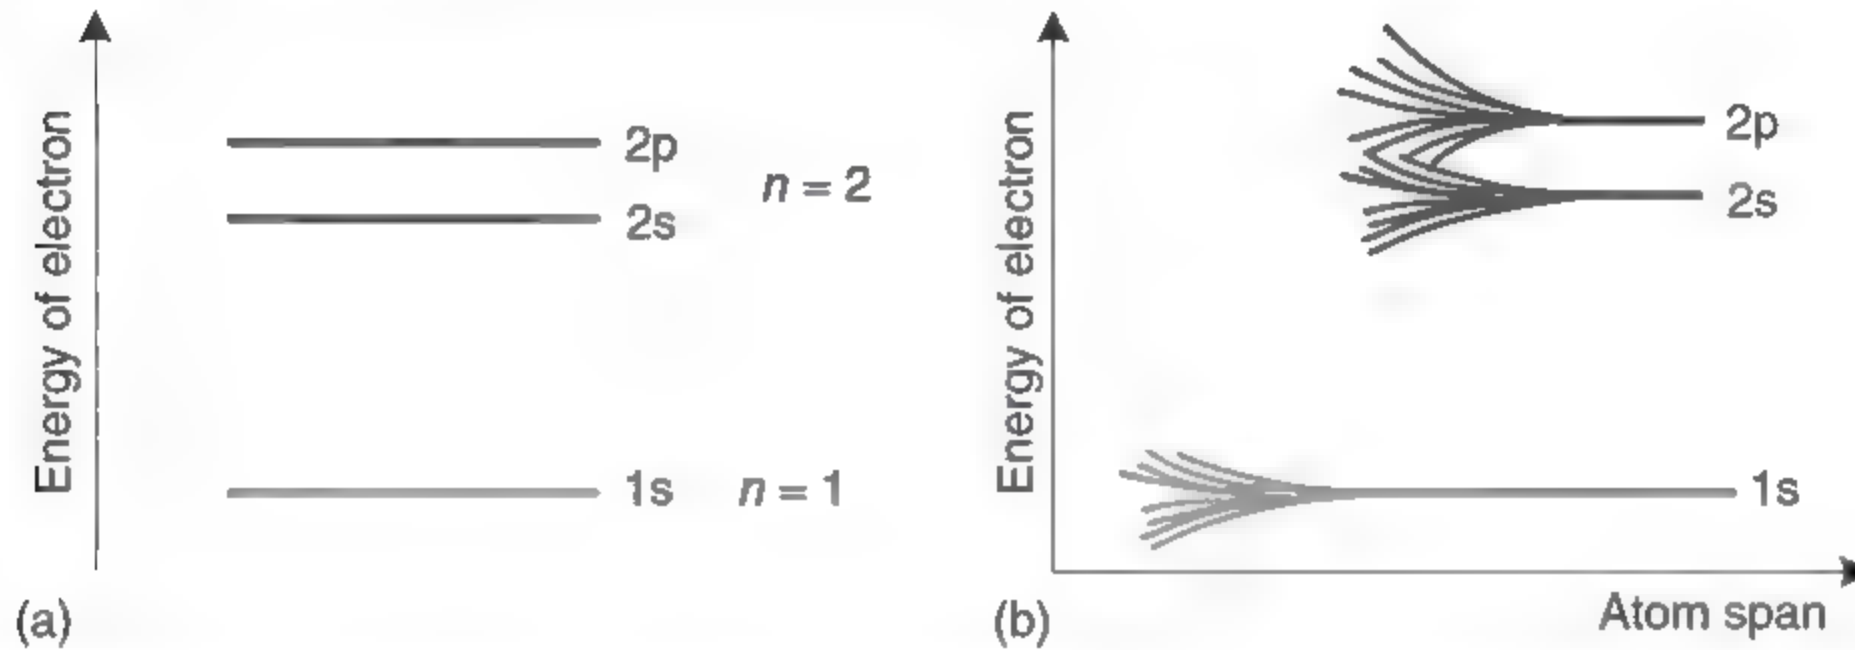 Energy of electron
2p
n = 2
2s
1s n = 1
(a)
Energy of electron
2p
2s
1s
Atom span
(b)